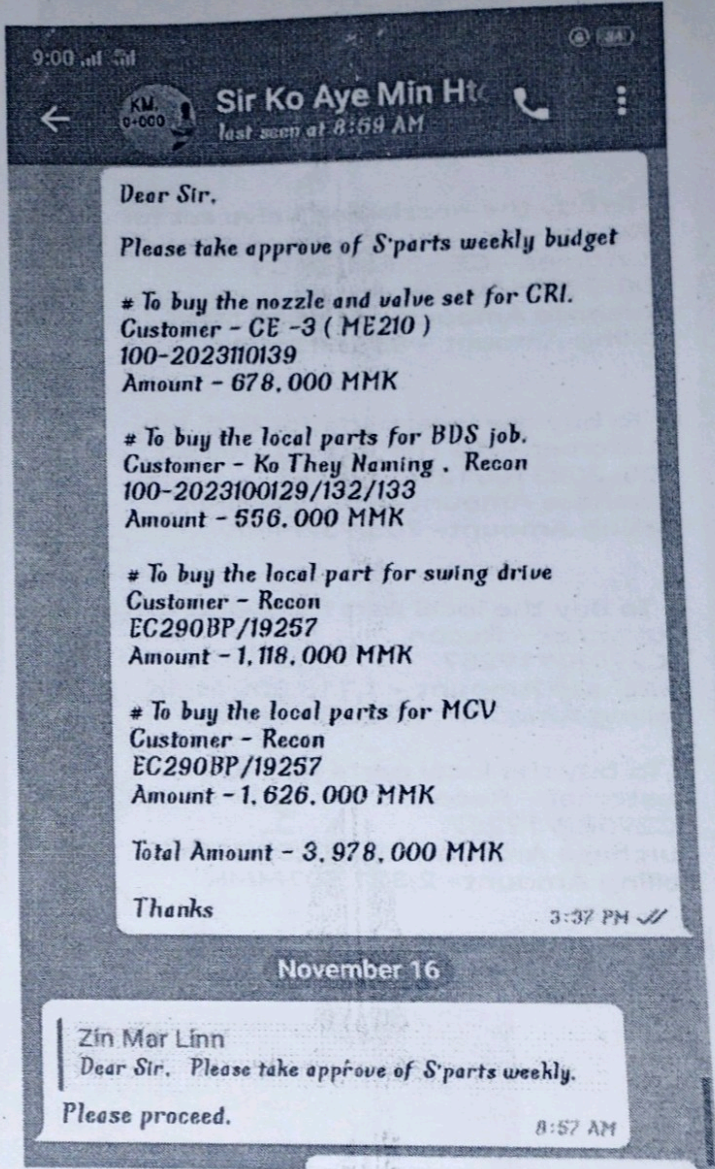 9:00
84
KM.
0+000
Sir Ko Aye Min Ht
last seen at 8:59 AM
Dear Sir,
Please take approve of S'parts weekly budget
# To buy the nozzle and valve set for CRI.
Customer - CE -3 ( ME210 )
100-2023110139
Amount - 678,000 MMK
# To buy the local parts for BDS job.
Customer - Ko They Naming , Recon
100-2023100129/132/133
Amount - 556,000 MMK
# To buy the local part for swing drive
Customer - Recon
EC290BP/19257
Amount - 1,118,000 MMK
# To buy the local parts for MCV
Customer - Recon
EC290BP/19257
Amount - 1,626,000 MMK
Total Amount - 3,978,000 MMK
Thanks
3:37 PM
November 16
Zin Mar Linn
Dear Sir, Please take approve of S'parts weekly.
Please proceed.
8:57 AM